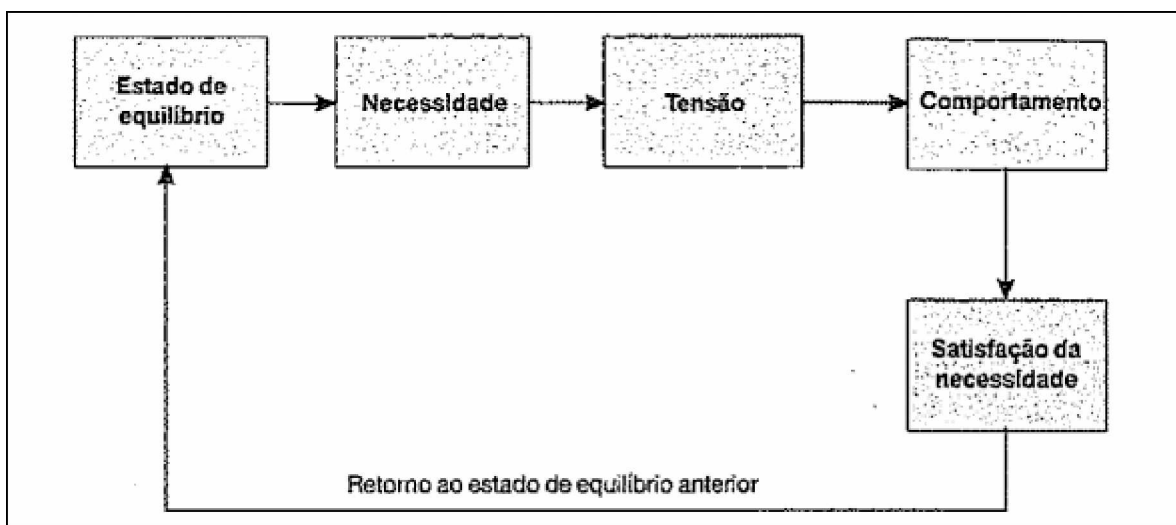 Estado de
equilíbrio
Necessidade
Tensão
Comportamento
Satisfação da
necessidade
Retorno ao estado de equilíbrio anterior